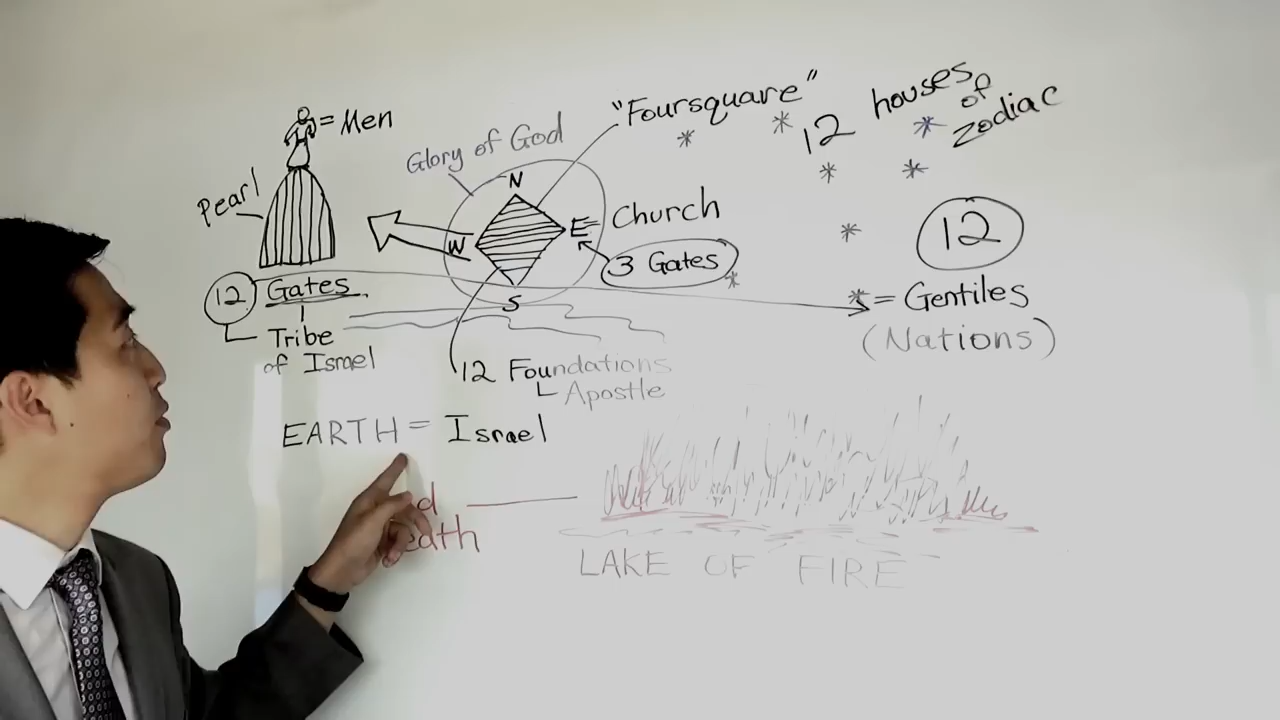 = Men
Pearl
12 Gates
Tribe
of Israel
Glory of God
N
W
E
S
"Foursquare"
Church
3 Gates
12 Foundations
Apostle
12 houses
of
zodiac
12
= Gentiles
(Nations)
EARTH = Israel
LAKE OF FIRE